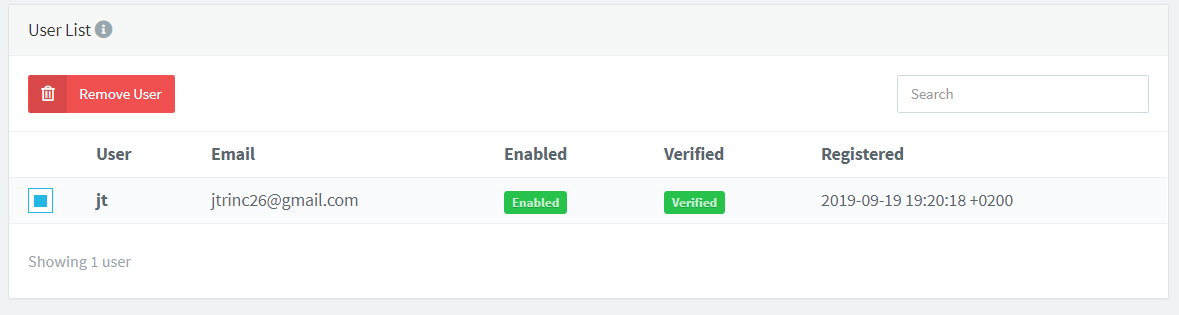 User List
Remove User
Search
User Email Enabled Verified Registered
jt jtrinc26@gmail.com Enabled Verified 2019-09-19 19:20:18 +0200
Showing 1 user